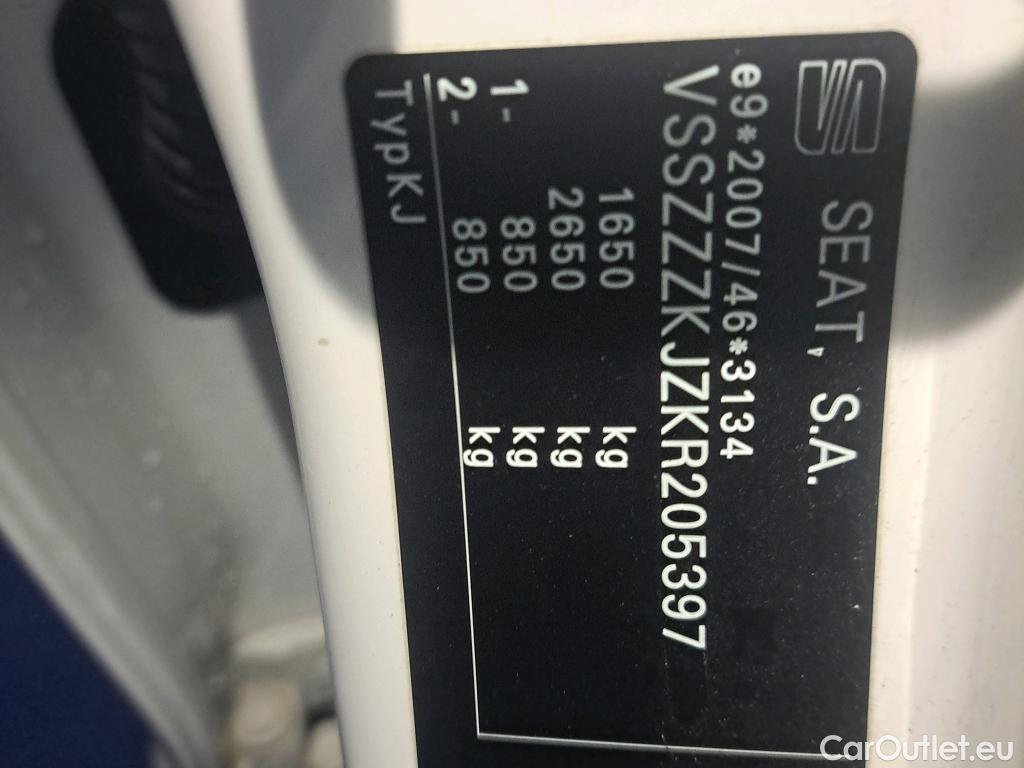 SEAT, S.A.
e9*2007/46*3134
VSSZZZKJZKR205397
1650 kg
2650 kg
1- 850 kg
2- 850 kg
TypKJ
CarOutlet.eu